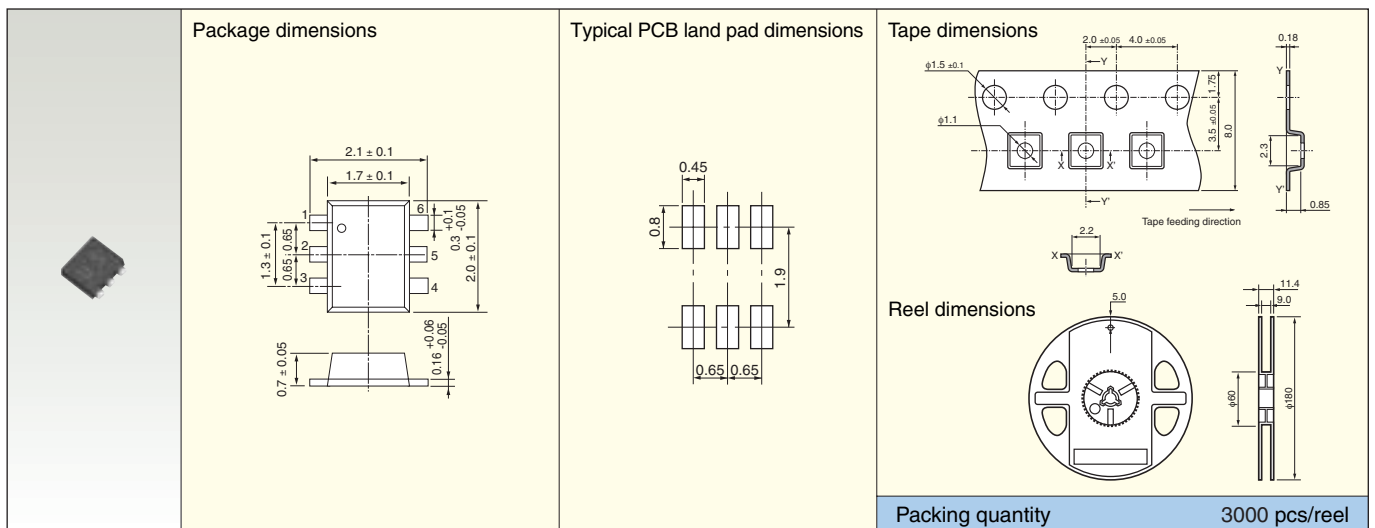 Package dimensions
2.1 ± 0.1
1.7 ± 0.1
1
6
2
5
3
4
1.3 ± 0.1
0.65
0.65
0.3 +0.1 -0.05
2.0 ± 0.1
0.7 ± 0.05
0.16 +0.06 -0.05
Typical PCB land pad dimensions
0.45
0.8
1.9
0.65
0.65
Tape dimensions
2.0 ±0.05
4.0 ±0.05
0.18
φ1.5 ±0.1
Y
Y
1.75
φ1.1
3.5 ±0.05
8.0
2.3
X
X'
Y'
Y'
0.85
Tape feeding direction
2.2
X
X'
Reel dimensions
5.0
11.4
9.0
φ60
φ180
Packing quantity 3000 pcs/reel